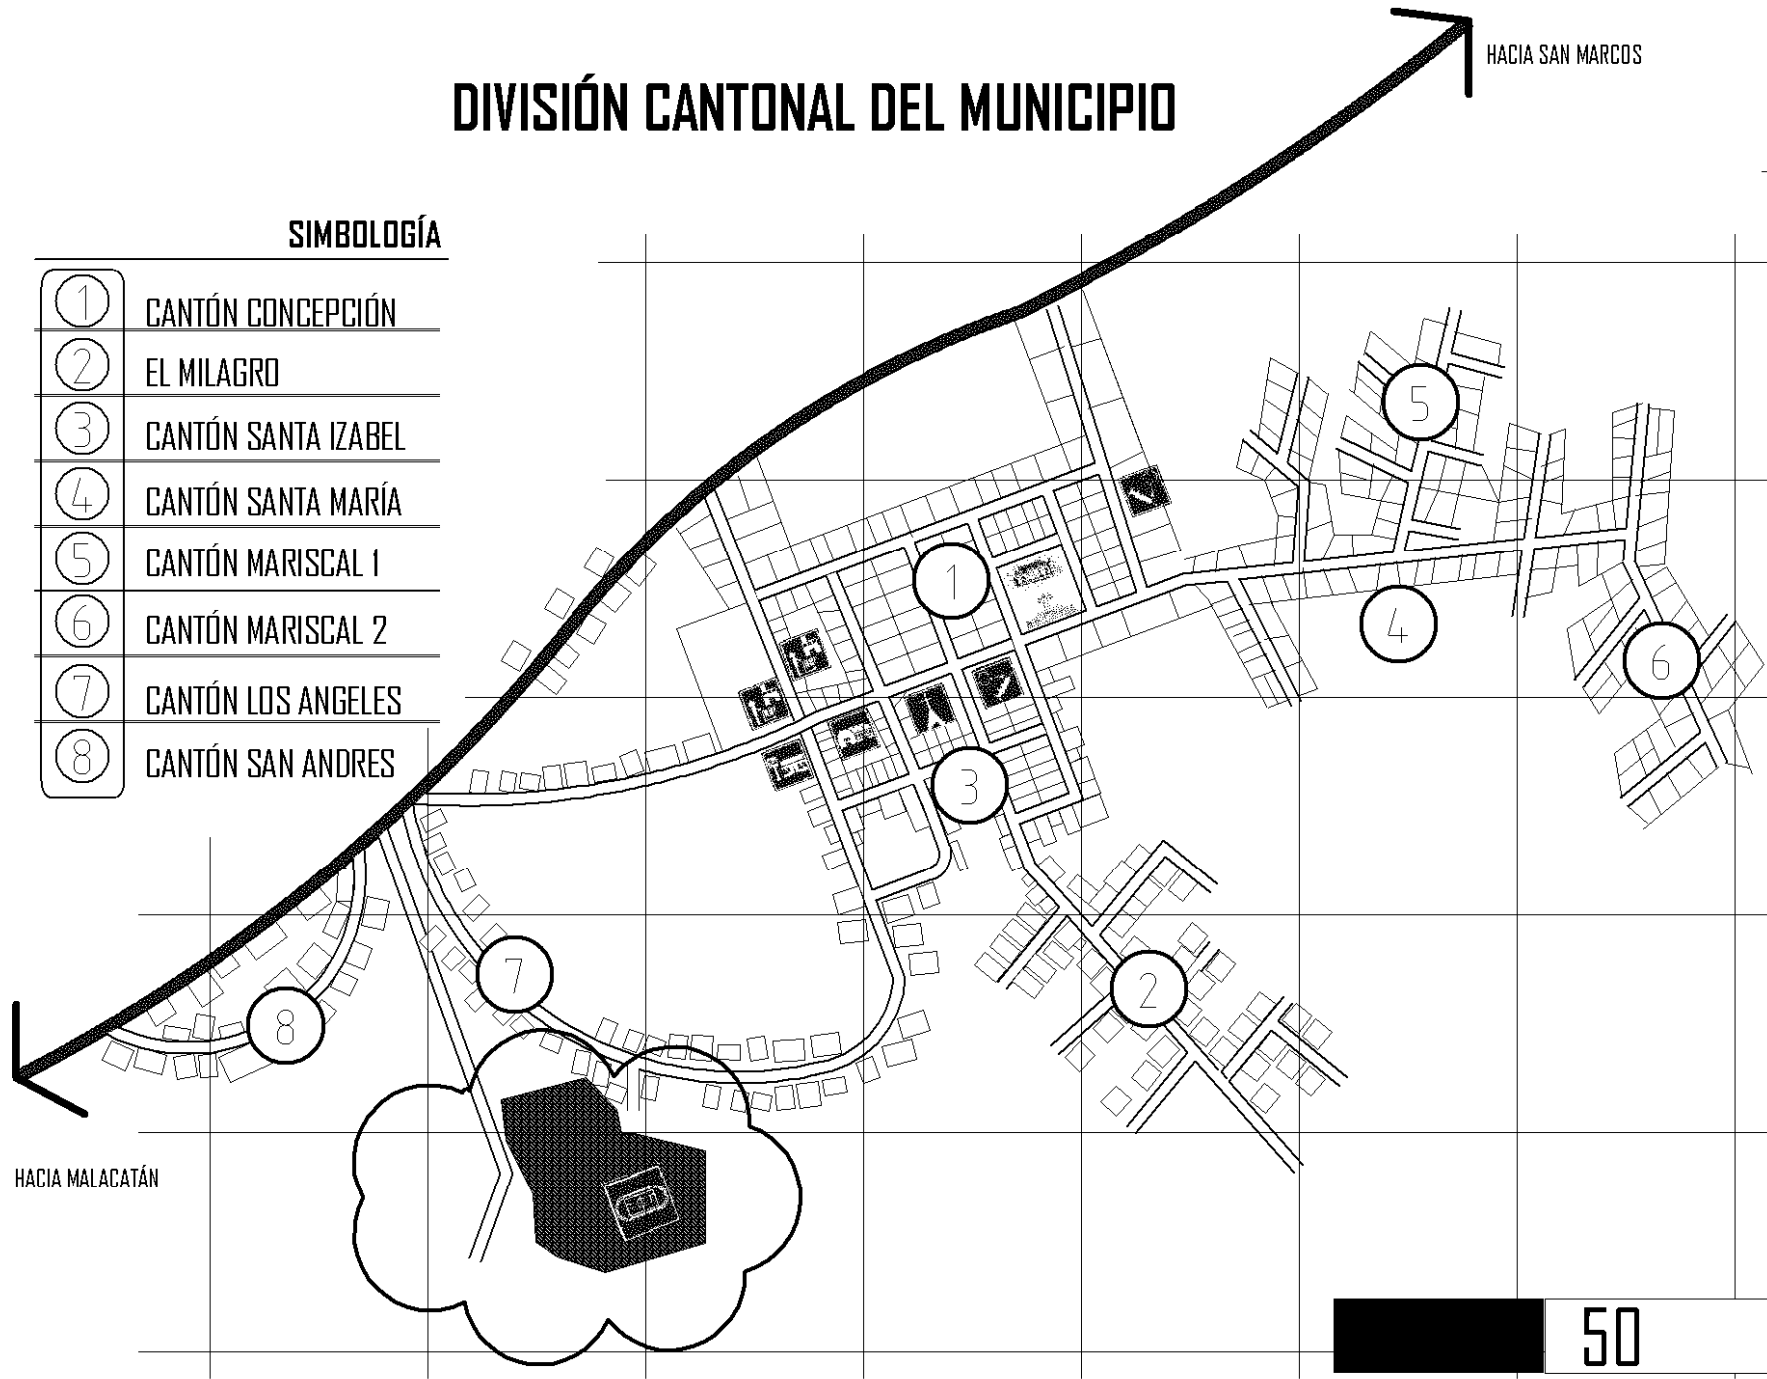 HACIA SAN MARCOS
DIVISIÓN CANTONAL DEL MUNICIPIO
SIMBOLOGÍA
1 CANTÓN CONCEPCIÓN
2 EL MILAGRO
3 CANTÓN SANTA IZABEL
4 CANTÓN SANTA MARÍA
5 CANTÓN MARISCAL 1
6 CANTÓN MARISCAL 2
7 CANTÓN LOS ANGELES
8 CANTÓN SAN ANDRES
5
1
4
6
3
7
2
8
HACIA MALACATÁN
50